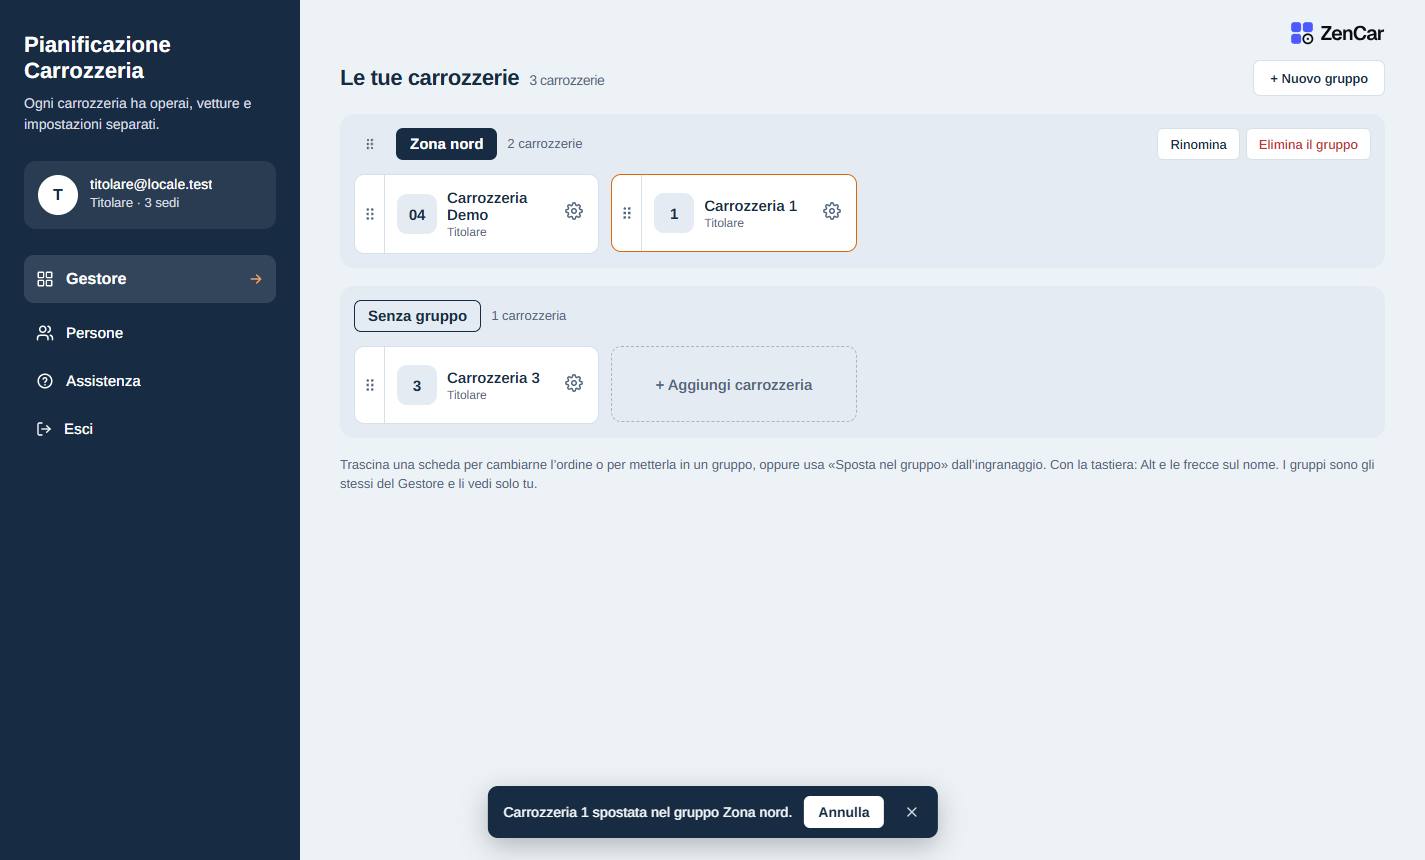 Pianificazione
Carrozzeria
Ogni carrozzeria ha operai, vetture e
impostazioni separati.
T
titolare@locale.test
Titolare · 3 sedi
Gestore
Persone
Assistenza
Esci
ZenCar
Le tue carrozzerie 3 carrozzerie
+ Nuovo gruppo
Zona nord 2 carrozzerie
Rinomina
Elimina il gruppo
04
Carrozzeria
Demo
Titolare
1
Carrozzeria 1
Titolare
Senza gruppo 1 carrozzeria
3
Carrozzeria 3
Titolare
+ Aggiungi carrozzeria
Trascina una scheda per cambiarne l’ordine o per metterla in un gruppo, oppure usa «Sposta nel gruppo» dall’ingranaggio. Con la tastiera: Alt e le frecce sul nome. I gruppi sono gli
stessi del Gestore e li vedi solo tu.
Carrozzeria 1 spostata nel gruppo Zona nord. Annulla